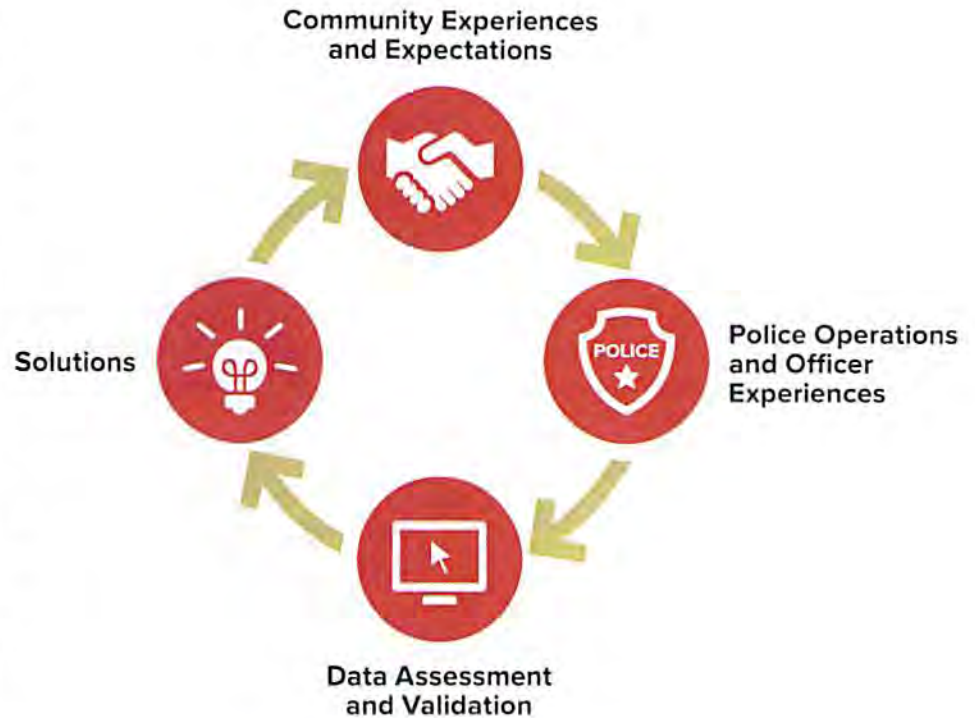 Community Experiences
and Expectations
POLICE
Police Operations
and Officer
Experiences
Solutions
Data Assessment
and Validation